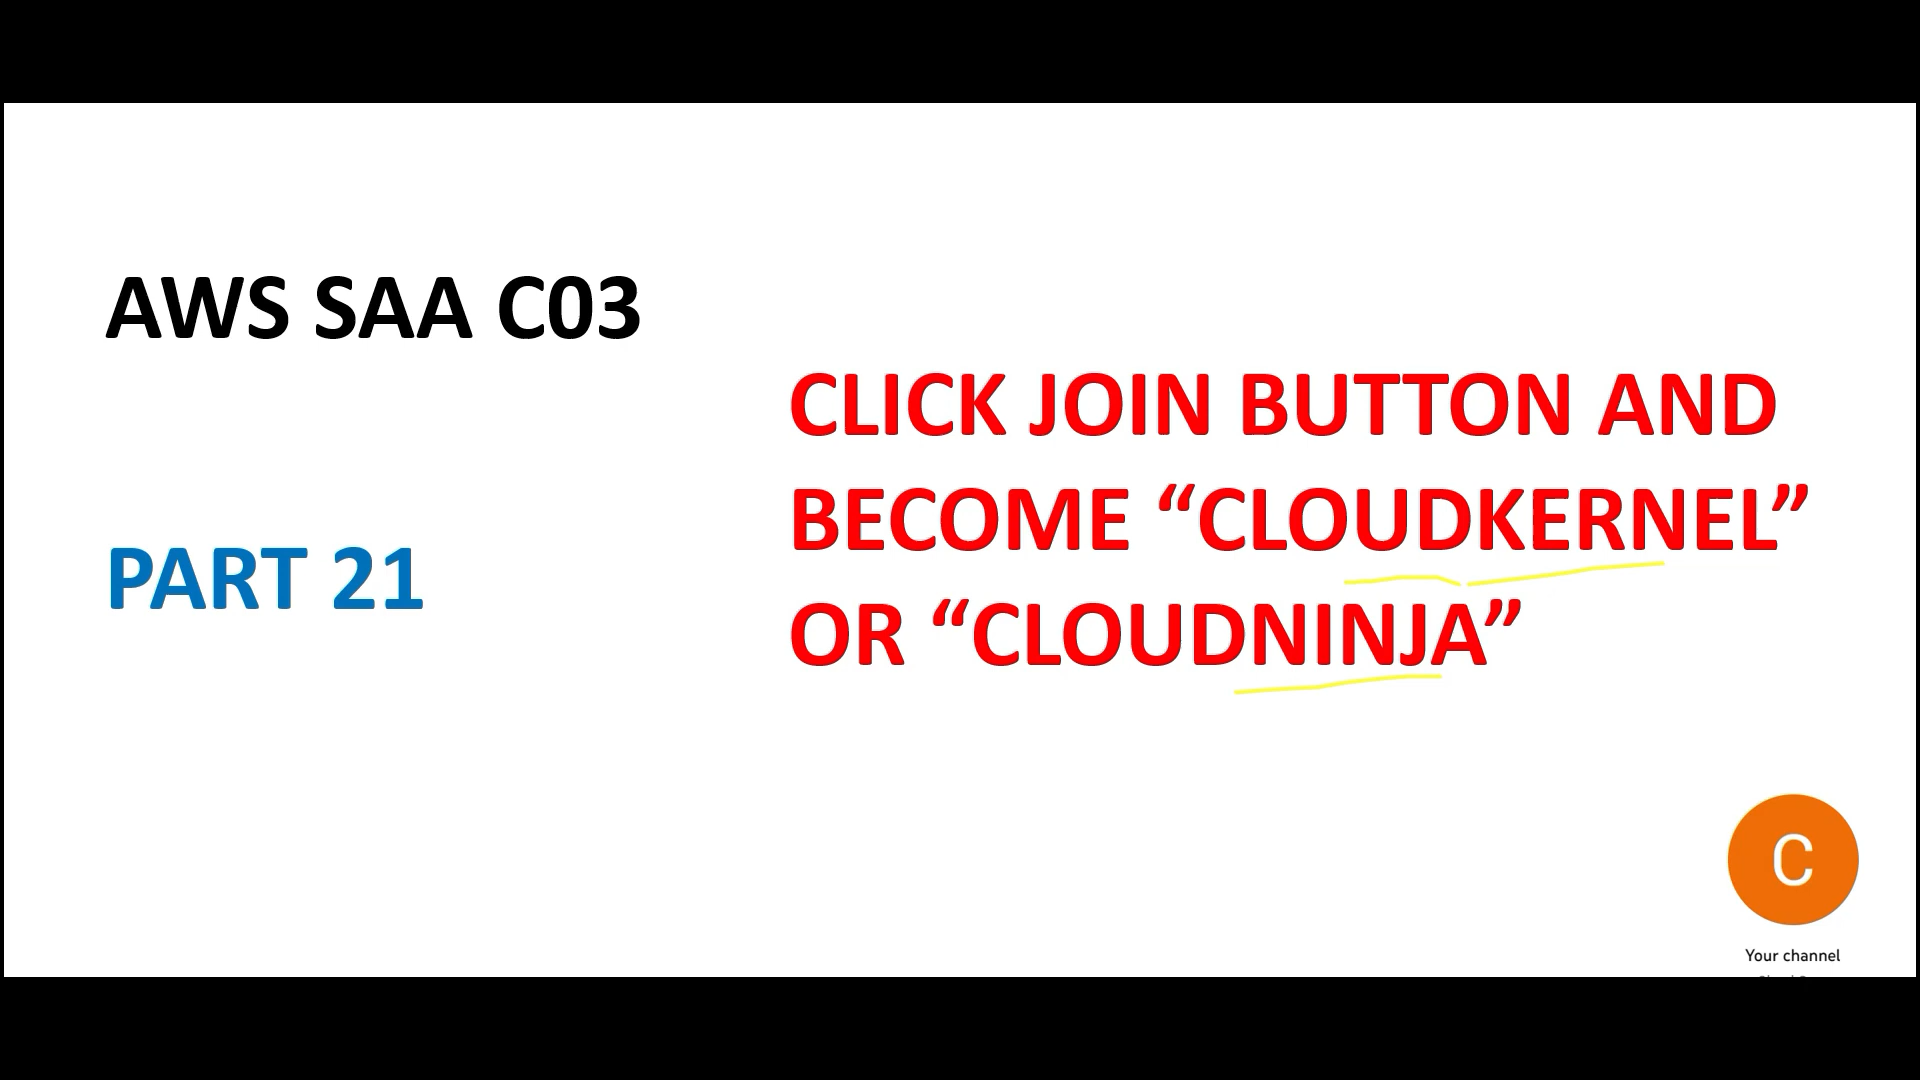 AWS SAA C03
PART 21
CLICK JOIN BUTTON AND
BECOME “CLOUDKERNEL”
OR “CLOUDNINJA”
C
Your channel